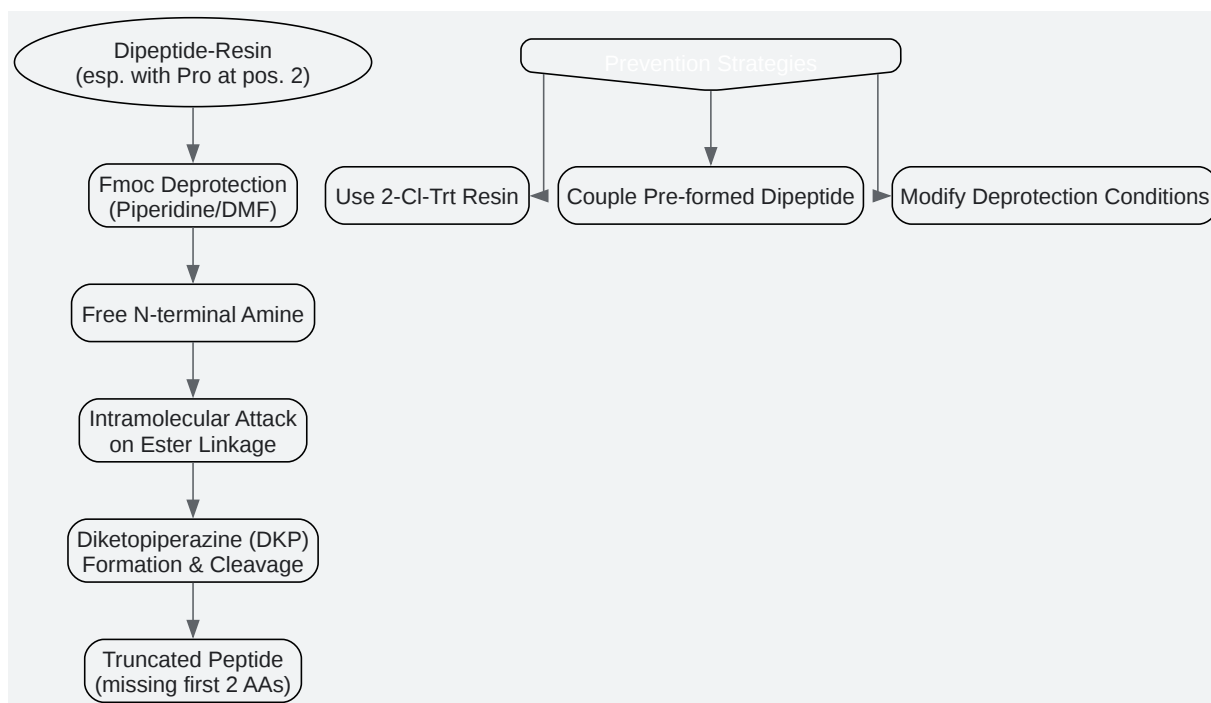 Dipeptide-Resin
(esp. with Pro at pos. 2)
Prevention Strategies
Fmoc Deprotection
(Piperidine/DMF)
Use 2-Cl-Trt Resin
Couple Pre-formed Dipeptide
Modify Deprotection Conditions
Free N-terminal Amine
Intramolecular Attack
on Ester Linkage
Diketopiperazine (DKP)
Formation & Cleavage
Truncated Peptide
(missing first 2 AAs)